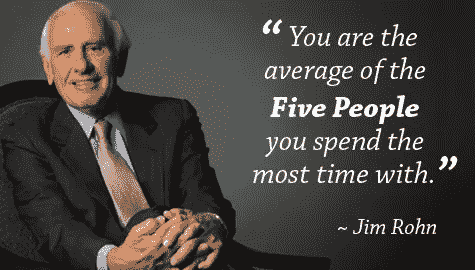 “ You are the
average of the
Five People
you spend the
most time with.”
~ Jim Rohn